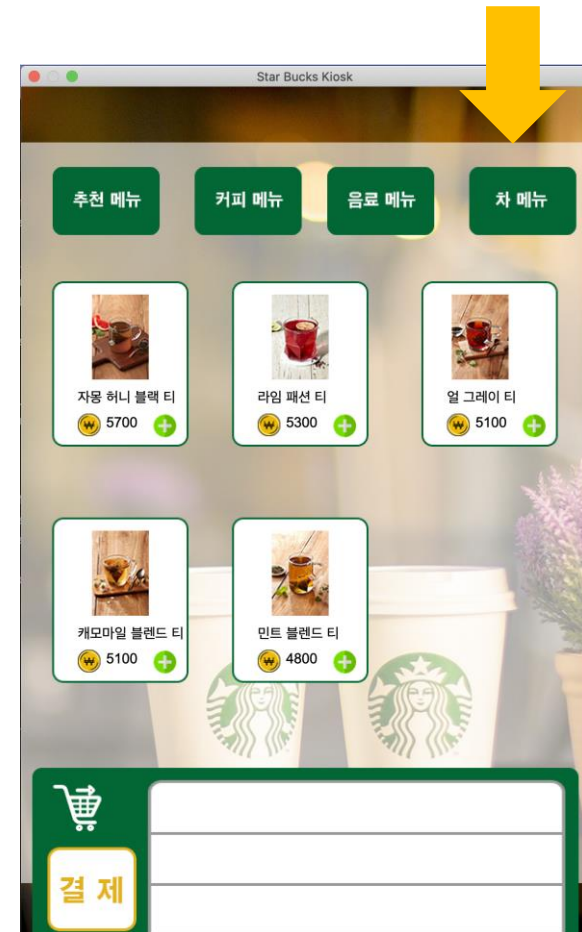 Star Bucks Kiosk
추천 메뉴
커피 메뉴
음료 메뉴
차 메뉴
자몽 허니 블랙 티
₩ 5700
라임 패션 티
₩ 5300
얼 그레이 티
₩ 5100
캐모마일 블렌드 티
₩ 5100
민트 블렌드 티
₩ 4800
결 제